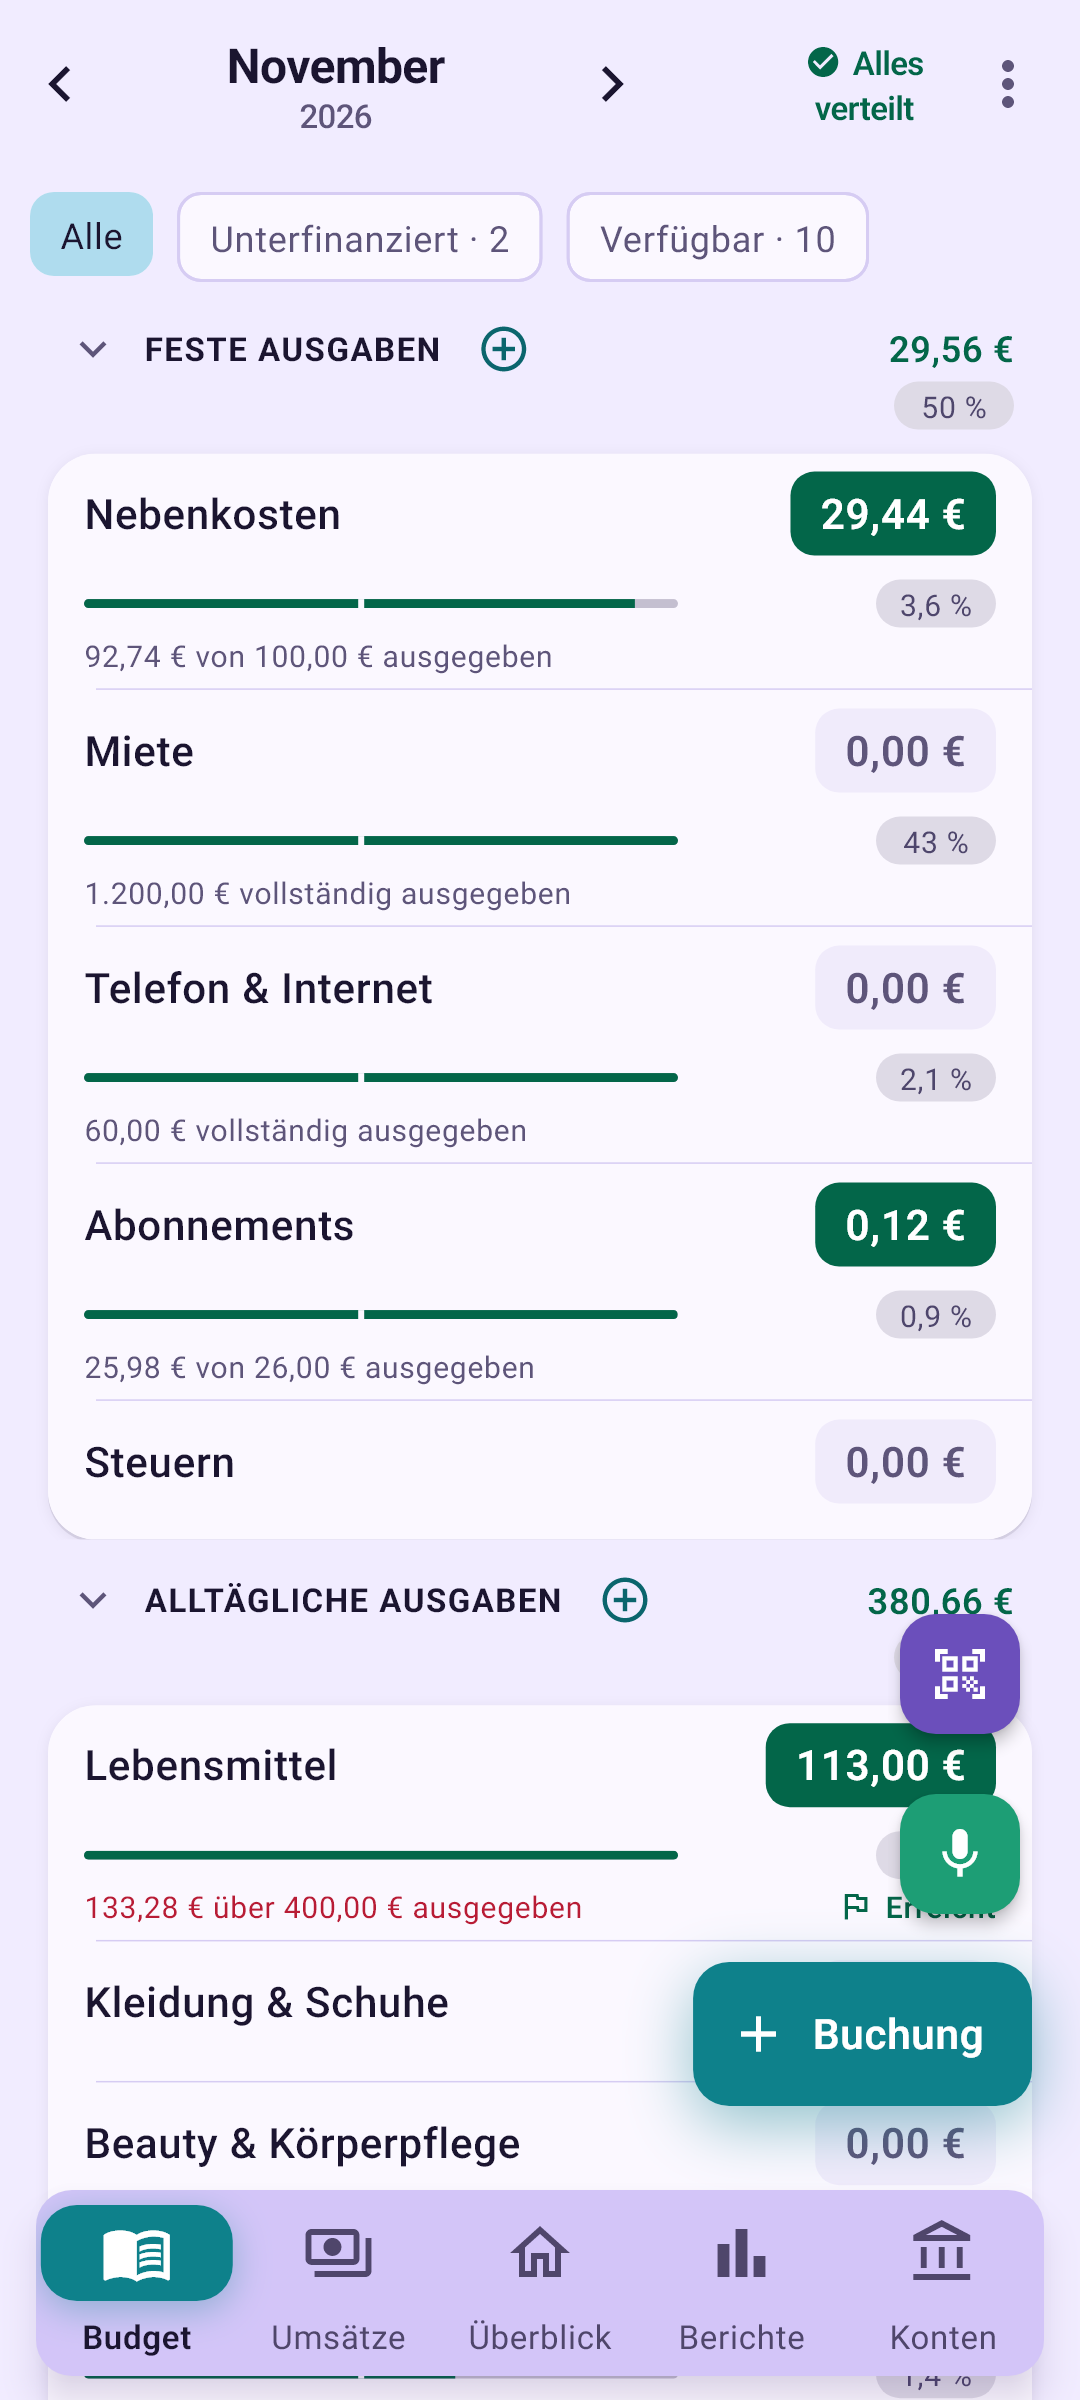 November
2026
Alles
verteilt
Alle
Unterfinanziert · 2
Verfügbar · 10
FESTE AUSGABEN
29,56 €
50 %
Nebenkosten
29,44 €
3,6 %
92,74 € von 100,00 € ausgegeben
Miete
0,00 €
43 %
1.200,00 € vollständig ausgegeben
Telefon & Internet
0,00 €
2,1 %
60,00 € vollständig ausgegeben
Abonnements
0,12 €
0,9 %
25,98 € von 26,00 € ausgegeben
Steuern
0,00 €
ALLTÄGLICHE AUSGABEN
380,66 €
Lebensmittel
113,00 €
133,28 € über 400,00 € ausgegeben
Erreicht
Kleidung & Schuhe
Buchung
Beauty & Körperpflege
0,00 €
Budget
Umsätze
Überblick
Berichte
Konten
1,4 %